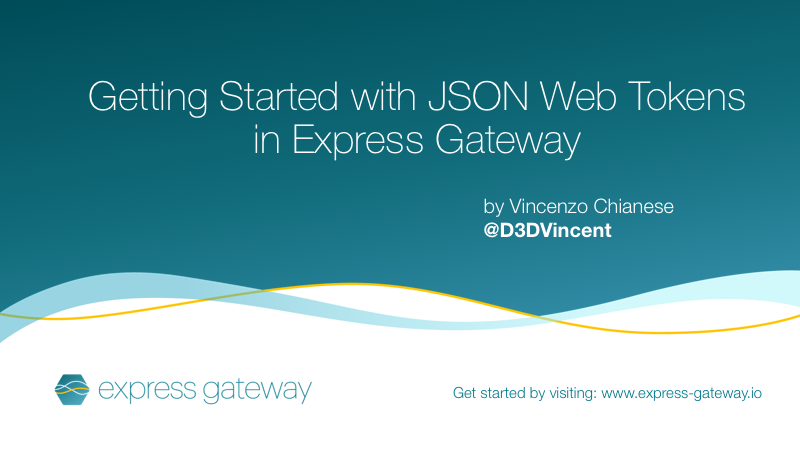 Getting Started with JSON Web Tokens
in Express Gateway
by Vincenzo Chianese
@D3DVincent
express gateway
Get started by visiting: www.express-gateway.io